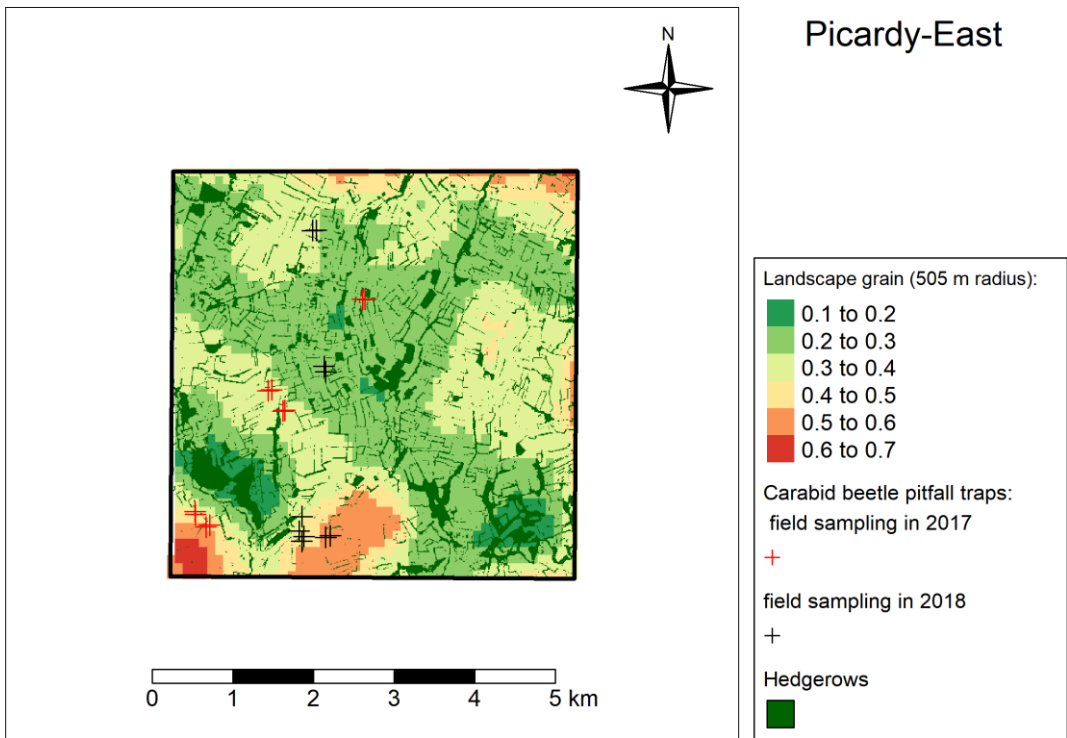 Picardy-East
N
Landscape grain (505 m radius):
0.1 to 0.2
0.2 to 0.3
0.3 to 0.4
0.4 to 0.5
0.5 to 0.6
0.6 to 0.7
Carabid beetle pitfall traps:
field sampling in 2017
field sampling in 2018
Hedgerows
0 1 2 3 4 5 km